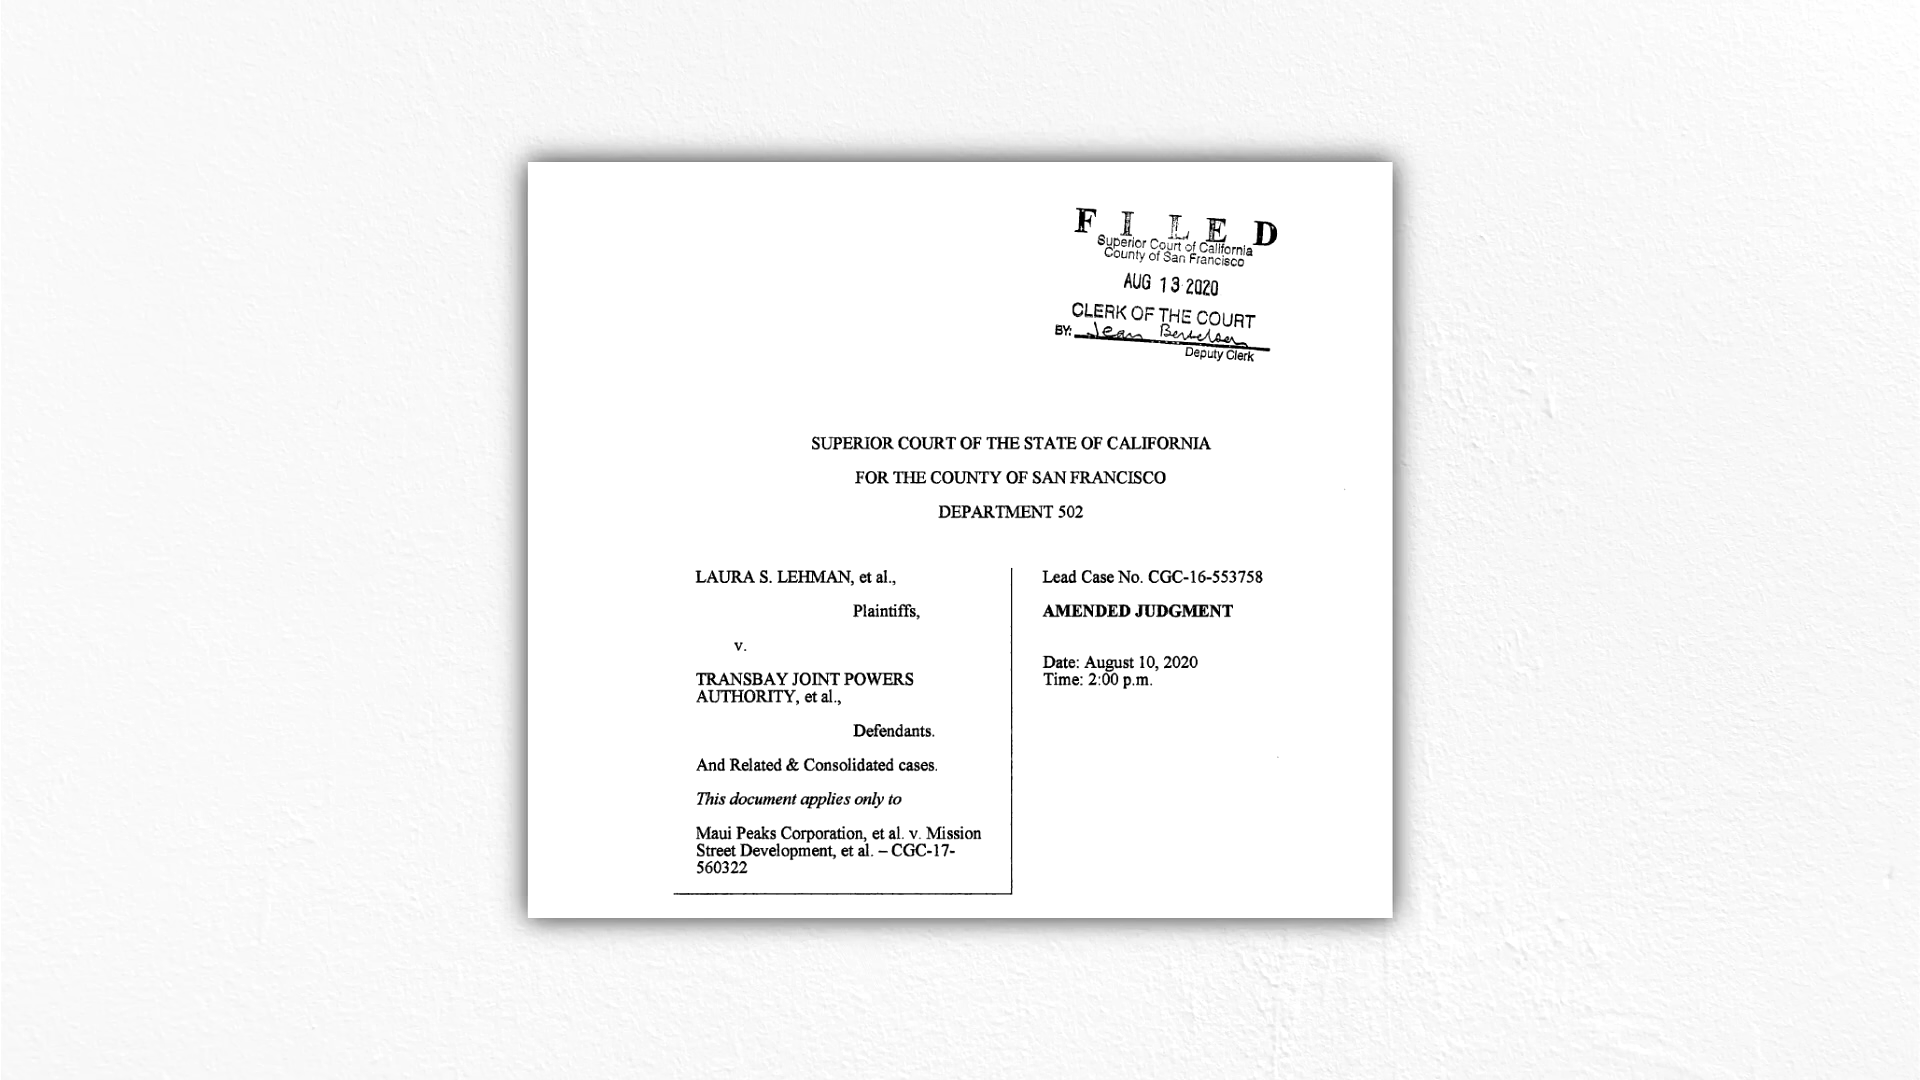 F I L E D
Superior Court of California
County of San Francisco
AUG 13 2020
CLERK OF THE COURT
BY: Jean
Deputy Clerk
SUPERIOR COURT OF THE STATE OF CALIFORNIA
FOR THE COUNTY OF SAN FRANCISCO
DEPARTMENT 502
LAURA S. LEHMAN, et al.,
Plaintiffs,
v.
TRANSBAY JOINT POWERS
AUTHORITY, et al.,
Defendants.
And Related & Consolidated cases.
This document applies only to
Maui Peaks Corporation, et al. v. Mission
Street Development, et al. – CGC-17-
560322
Lead Case No. CGC-16-553758
AMENDED JUDGMENT
Date: August 10, 2020
Time: 2:00 p.m.